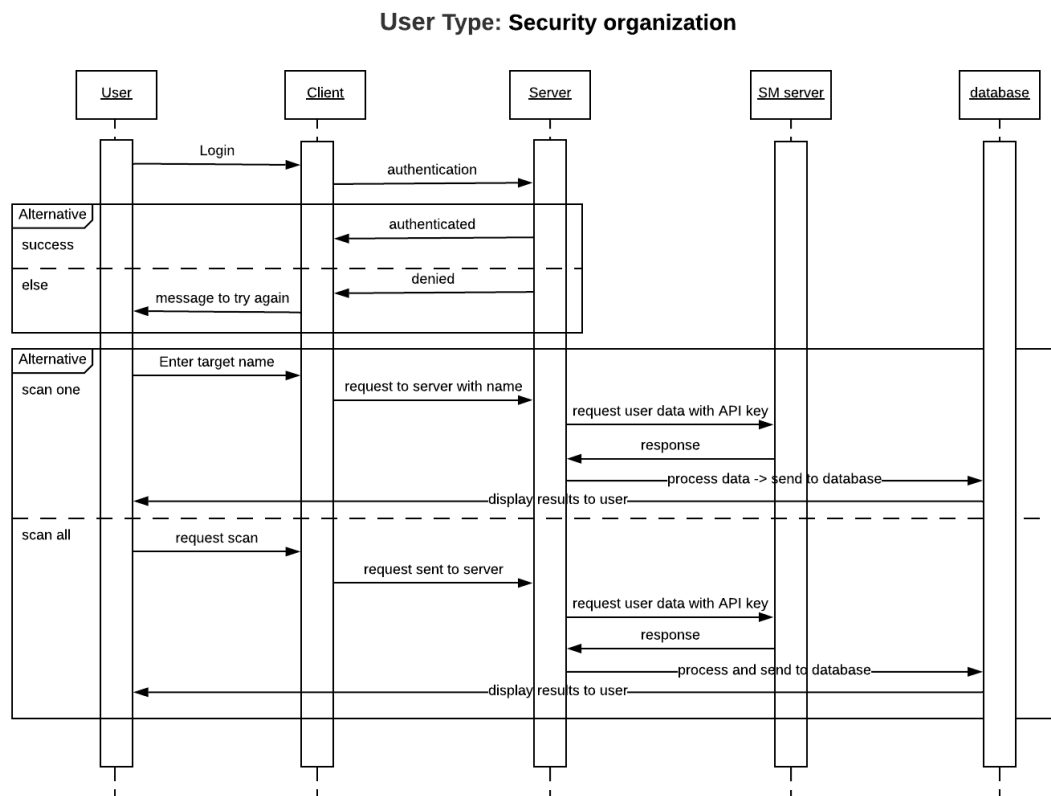 User Type: Security organization
User
Client
Server
SM server
database
Login
authentication
Alternative
authenticated
success
else
denied
message to try again
Alternative
Enter target name
scan one
request to server with name
request user data with API key
response
process data -> send to database
display results to user
scan all
request scan
request sent to server
request user data with API key
response
process and send to database
display results to user